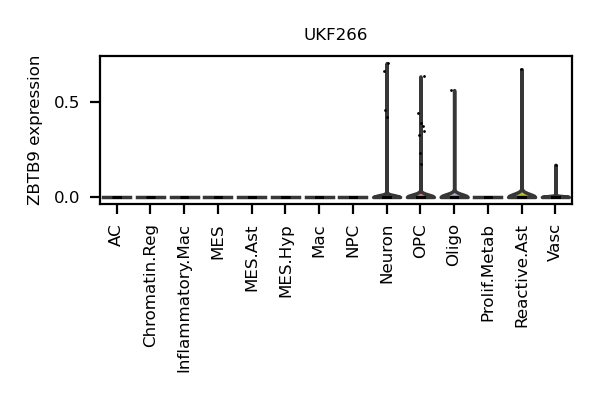 UKF266
ZBTB9 expression
0.5
0.0
AC
Chromatin.Reg
Inflammatory.Mac
MES
MES.Ast
MES.Hyp
Mac
NPC
Neuron
OPC
Oligo
Prolif.Metab
Reactive.Ast
Vasc